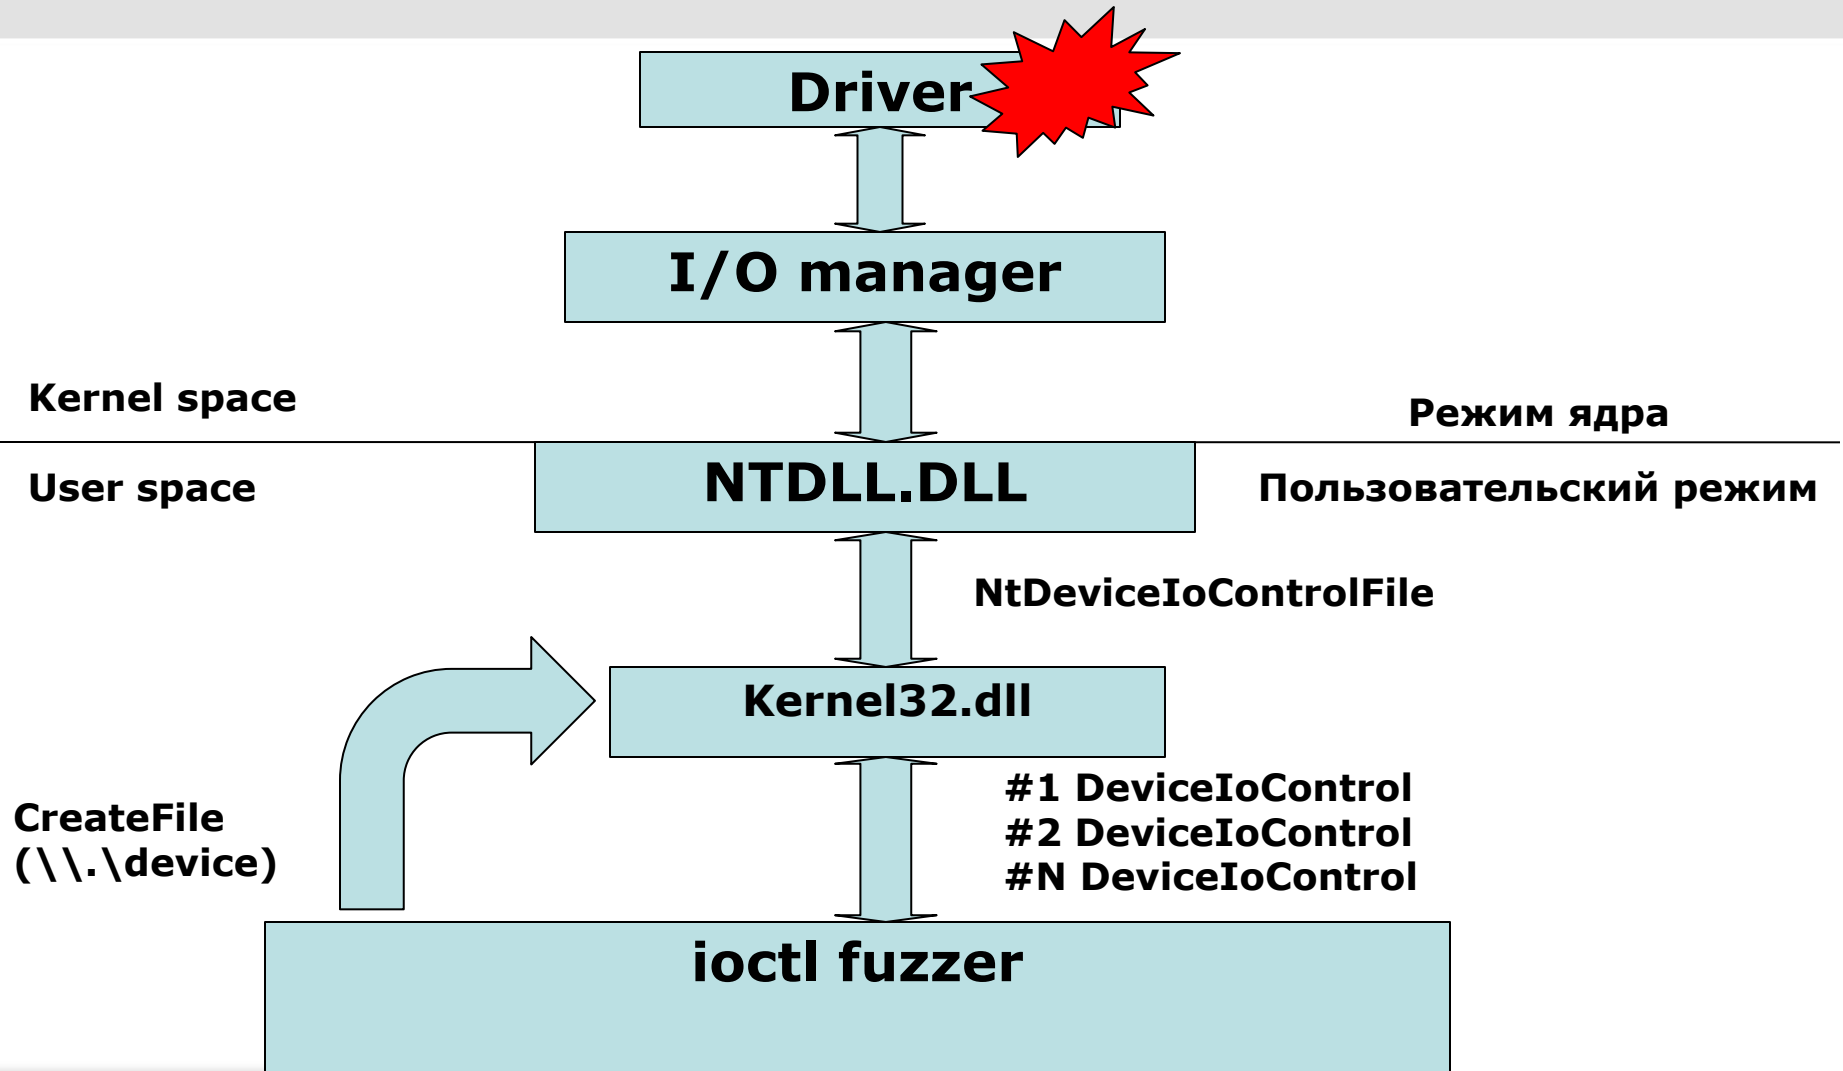 Driver
I/O manager
Kernel space
Режим ядра
NTDLL.DLL
User space
Пользовательский режим
NtDeviceIoControlFile
Kernel32.dll
#1 DeviceIoControl
#2 DeviceIoControl
#N DeviceIoControl
CreateFile
(\\.\device)
ioctl fuzzer